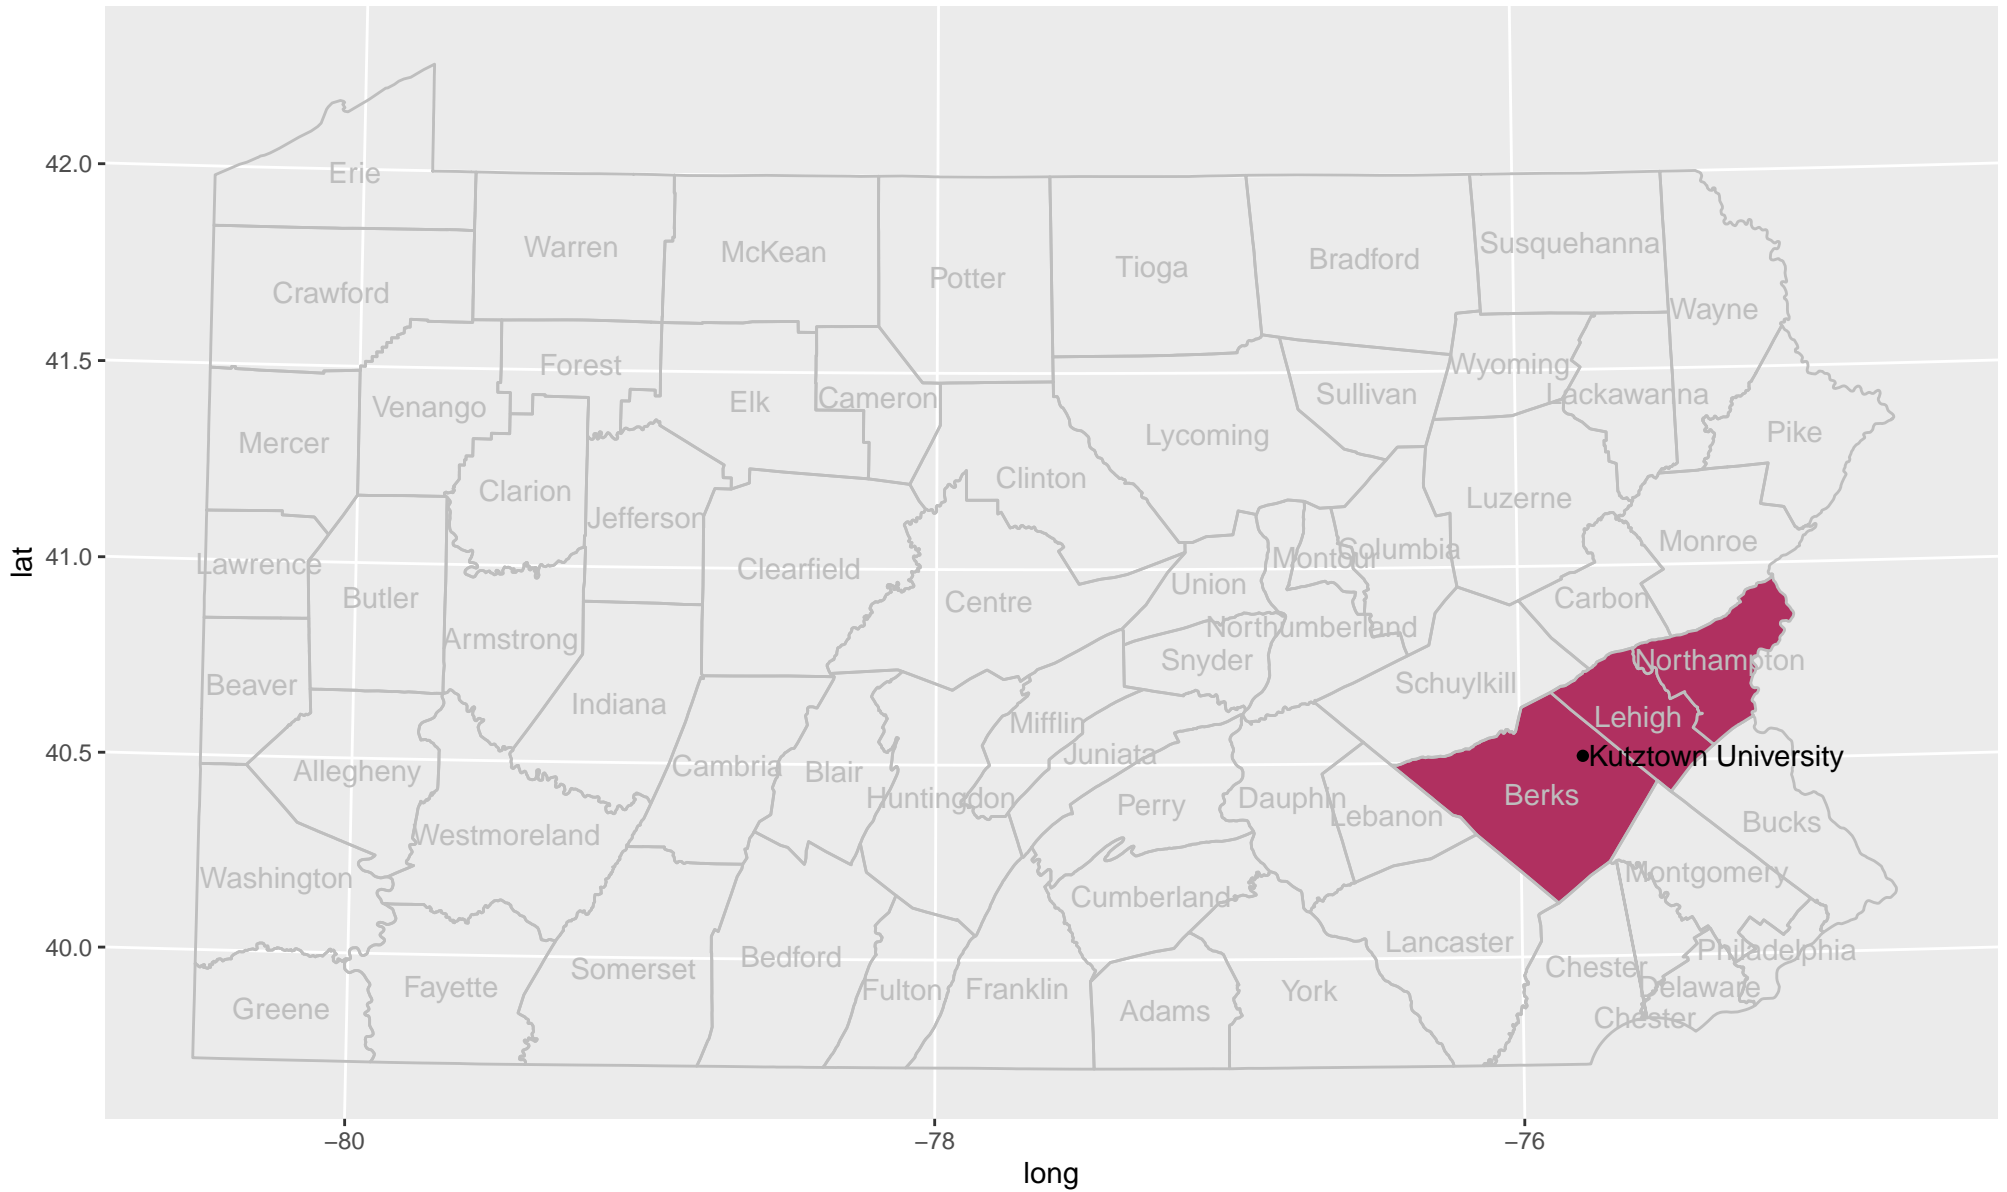 42.0
41.5
41.0
40.5
40.0
lat
Erie
Crawford
Warren
McKean
Potter
Tioga
Bradford
Susquehanna
Wayne
Forest
Venango
Elk
Cameron
Sullivan
Wyoming
Lackawanna
Pike
Mercer
Clarion
Jefferson
Clinton
Lycoming
Luzerne
Monroe
Lawrence
Butler
Armstrong
Clearfield
Centre
Union
Montour
Columbia
Carbon
Northumberland
Snyder
Beaver
Indiana
Mifflin
Juniata
Schuylkill
Northampton
Lehigh
Kutztown University
Berks
Allegheny
Westmoreland
Cambria
Blair
Huntingdon
Perry
Dauphin
Lebanon
Bucks
Washington
Cumberland
Montgomery
Greene
Fayette
Somerset
Bedford
Fulton
Franklin
Adams
York
Lancaster
Chester
Philadelphia
Delaware
Chester
−80
−78
−76
long